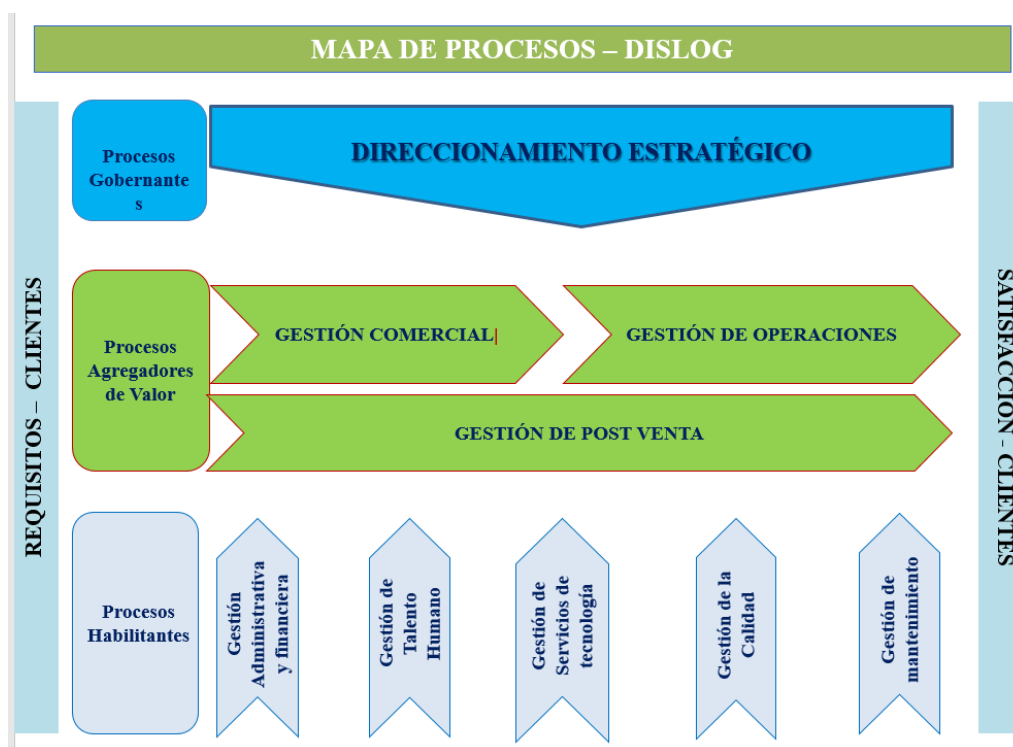 MAPA DE PROCESOS – DISLOG
REQUISITOS – CLIENTES
Procesos
Gobernante
s
DIRECCIONAMIENTO ESTRATÉGICO
Procesos
Agregadores
de Valor
GESTIÓN COMERCIAL
GESTIÓN DE OPERACIONES
GESTIÓN DE POST VENTA
Procesos
Habilitantes
Gestión
Administrativa
y financiera
Gestión de
Talento
Humano
Gestión de
Servicios de
tecnología
Gestión de la
Calidad
Gestión de
mantenimiento
SATISFACCION - CLIENTES